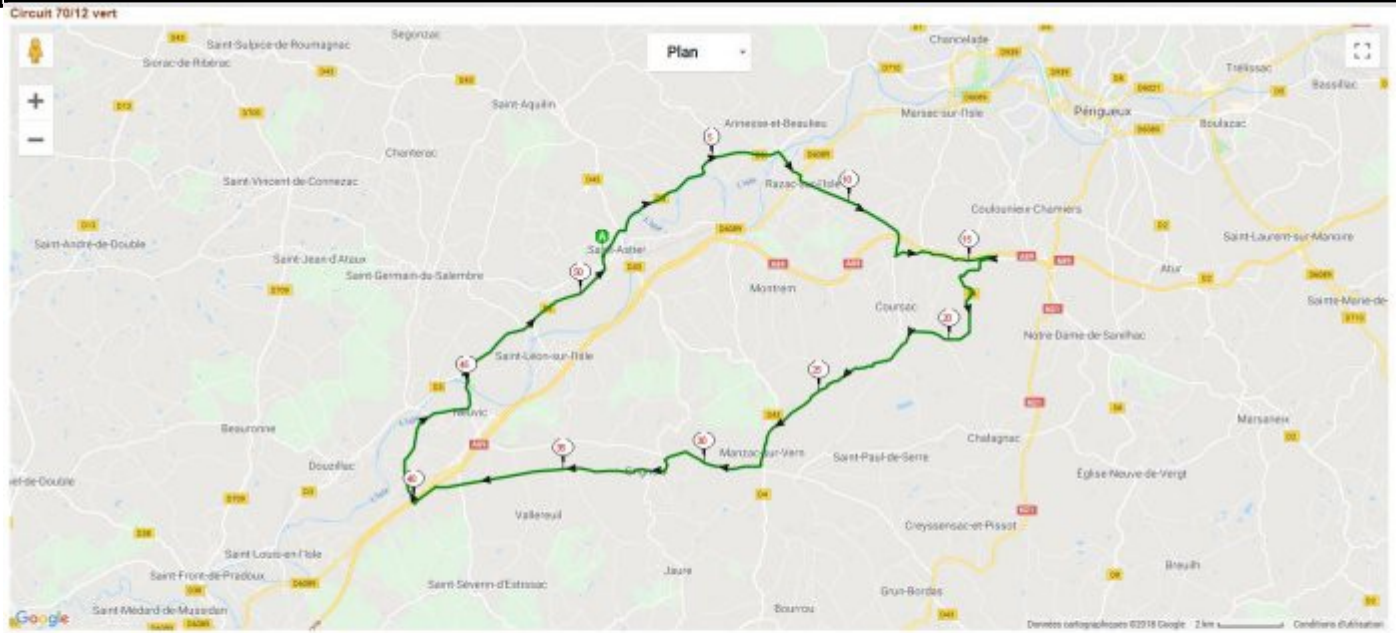 Circuit 70/12 vert
Segonzac
Saint-Sulpice-de-Roumagnac
Siorac-de-Ribérac
Plan
Chancelade
Trélissac
Bassillac
Saint-Aquilin
Annesse-et-Beaulieu
Marsac-sur-l'Isle
Périgueux
Boulazac
Chanterac
Saint-Vincent-de-Connezac
Razac-sur-l'Isle
Coulounieix-Chamiers
Saint-André-de-Double
Saint-Jean-d'Ataux
Saint-Germain-du-Salembre
Saint-Astier
Saint-Laurent-sur-Manoire
Montrem
Atur
Coursac
Sainte-Marie-de-
Notre-Dame-de-Sanilhac
Saint-Léon-sur-l'Isle
Neuvic
Beauronne
Marsaneix
Chalagnac
Douzillac
Manzac-sur-Vern
Saint-Paul-de-Serre
Église-Neuve-de-Vergt
Vallereuil
Creyssensac-et-Pissot
Saint-Louis-en-l'Isle
Saint-Front-de-Pradoux
Saint-Séverin-d'Estissac
Jaure
Breuilh
Grun-Bordas
Saint-Médard-de-Mussidan
Bourrou
Google
Données cartographiques ©2018 Google 2 km Conditions d'utilisation